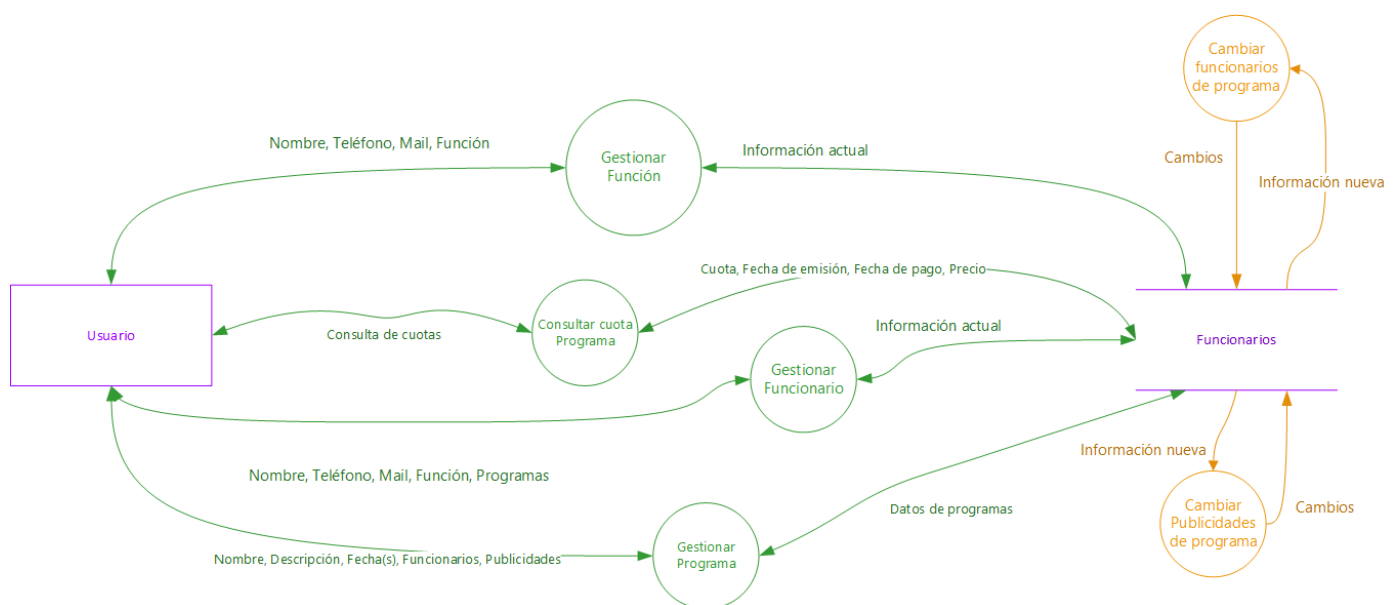 Cambiar
funcionarios
de programa
Nombre, Teléfono, Mail, Función
Información actual
Gestionar
Función
Cambios
Información nueva
Cuota, Fecha de emisión, Fecha de pago, Precio
Usuario
Consulta de cuotas
Consultar cuota
Programa
Información actual
Funcionarios
Gestionar
Funcionario
Nombre, Teléfono, Mail, Función, Programas
Información nueva
Datos de programas
Cambiar
Publicidades
de programa
Cambios
Nombre, Descripción, Fecha(s), Funcionarios, Publicidades
Gestionar
Programa